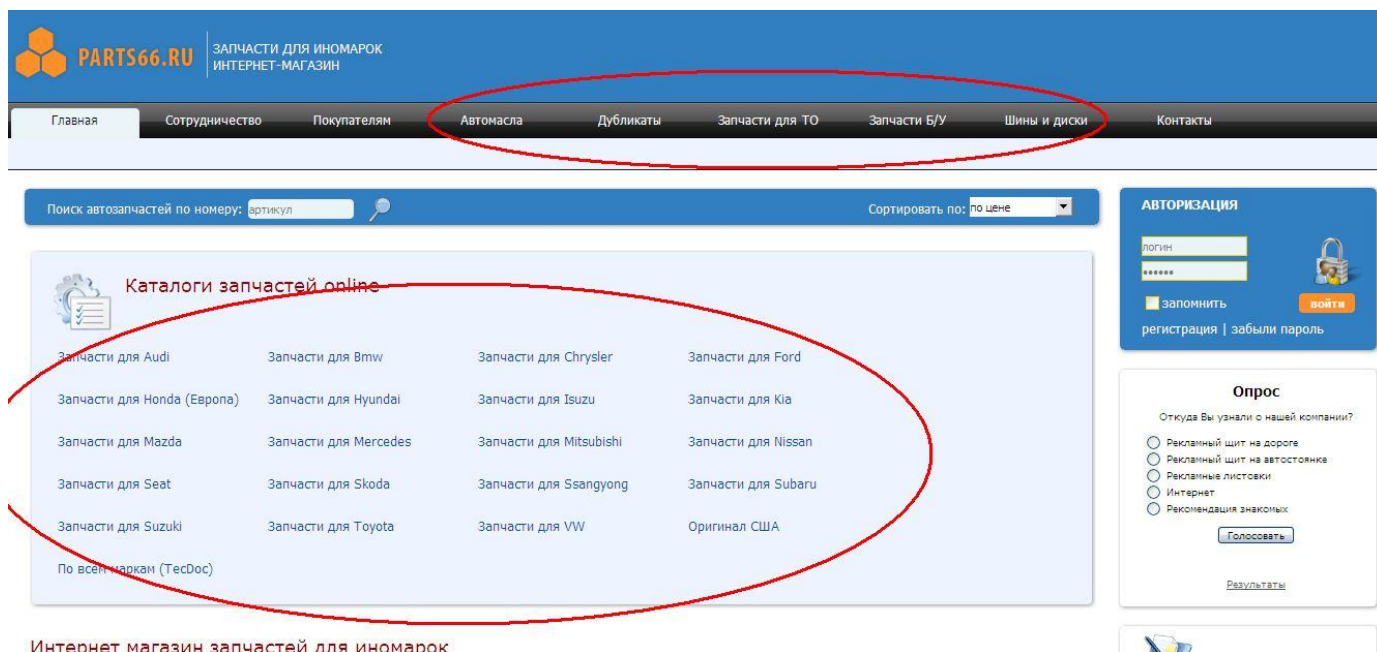 PARTS66.RU
ЗАПЧАСТИ ДЛЯ ИНОМАРОК
ИНТЕРНЕТ-МАГАЗИН
Главная Сотрудничество Покупателям Автомасла Дубликаты Запчасти для ТО Запчасти Б/У Шины и диски Контакты
Поиск автозапчастей по номеру: артикул Сортировать по: по цене
Каталоги запчастей online
Запчасти для Audi Запчасти для Bmw Запчасти для Chrysler Запчасти для Ford
Запчасти для Honda (Европа) Запчасти для Hyundai Запчасти для Isuzu Запчасти для Kia
Запчасти для Mazda Запчасти для Mercedes Запчасти для Mitsubishi Запчасти для Nissan
Запчасти для Seat Запчасти для Skoda Запчасти для Ssangyong Запчасти для Subaru
Запчасти для Suzuki Запчасти для Toyota Запчасти для VW Оригинал США
По всем маркам (TecDoc)
Интернет магазин запчастей для иномарок
АВТОРИЗАЦИЯ
логин
••••••
запомнить войти
регистрация | забыли пароль
Опрос
Откуда Вы узнали о нашей компании?
Рекламный щит на дороге
Рекламный щит на автостоянке
Рекламные листовки
Интернет
Рекомендация знакомых
Голосовать
Результаты